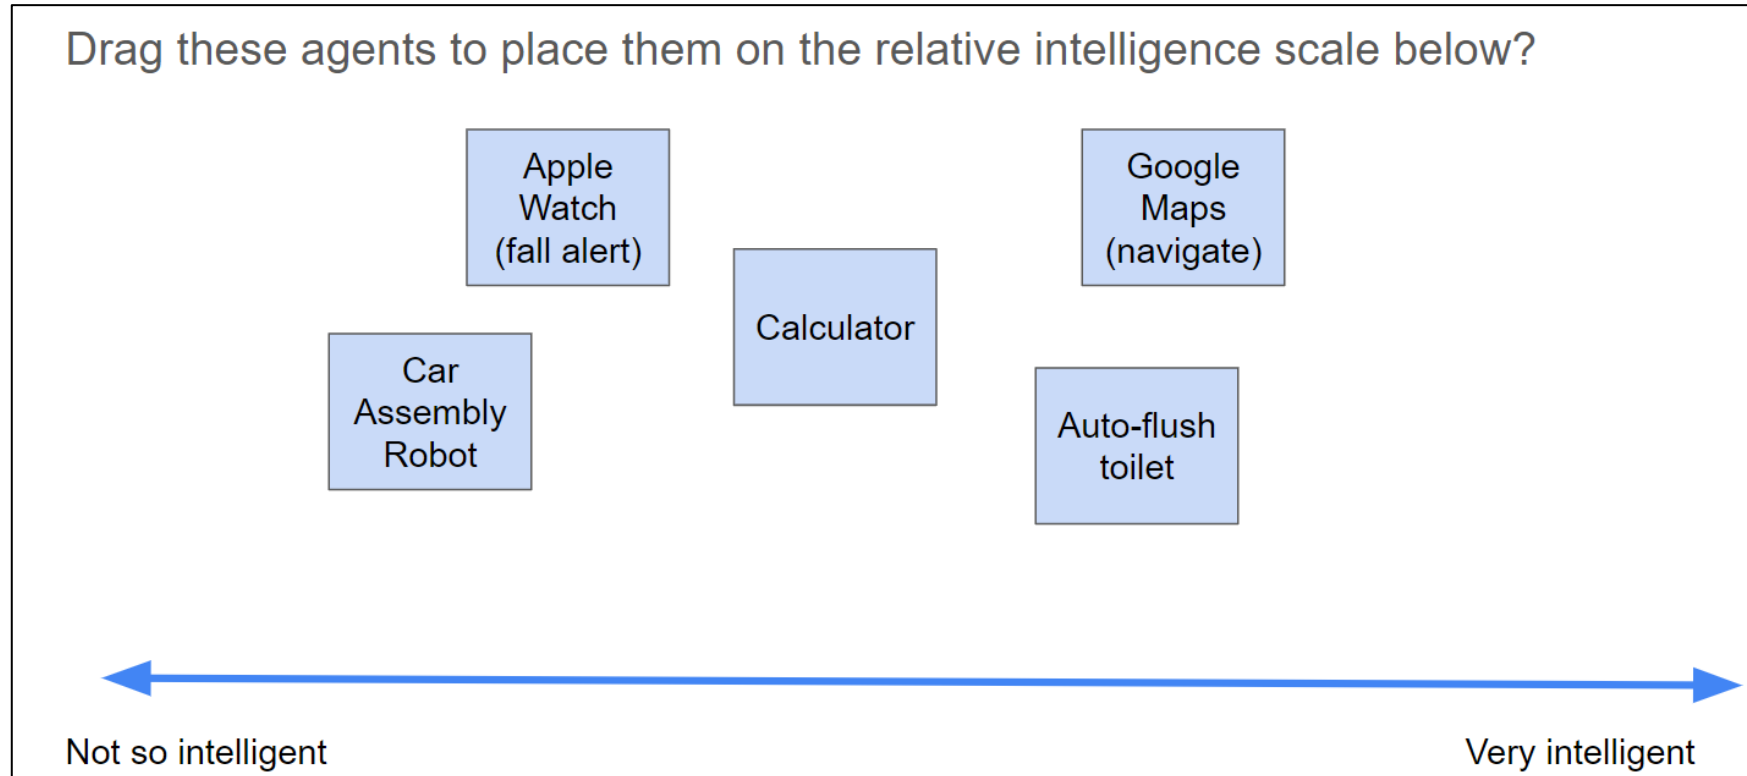 Drag these agents to place them on the relative intelligence scale below?
Apple
Watch
(fall alert)
Google
Maps
(navigate)
Calculator
Car
Assembly
Robot
Auto-flush
toilet
Not so intelligent
Very intelligent